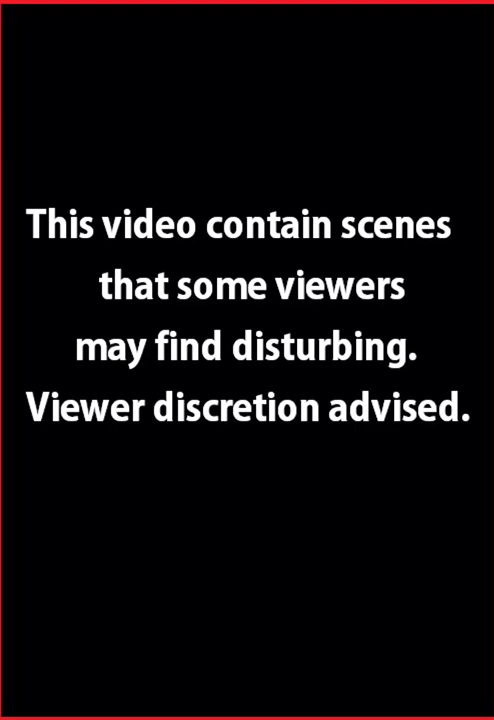 This video contain scenes
that some viewers
may find disturbing.
Viewer discretion advised.